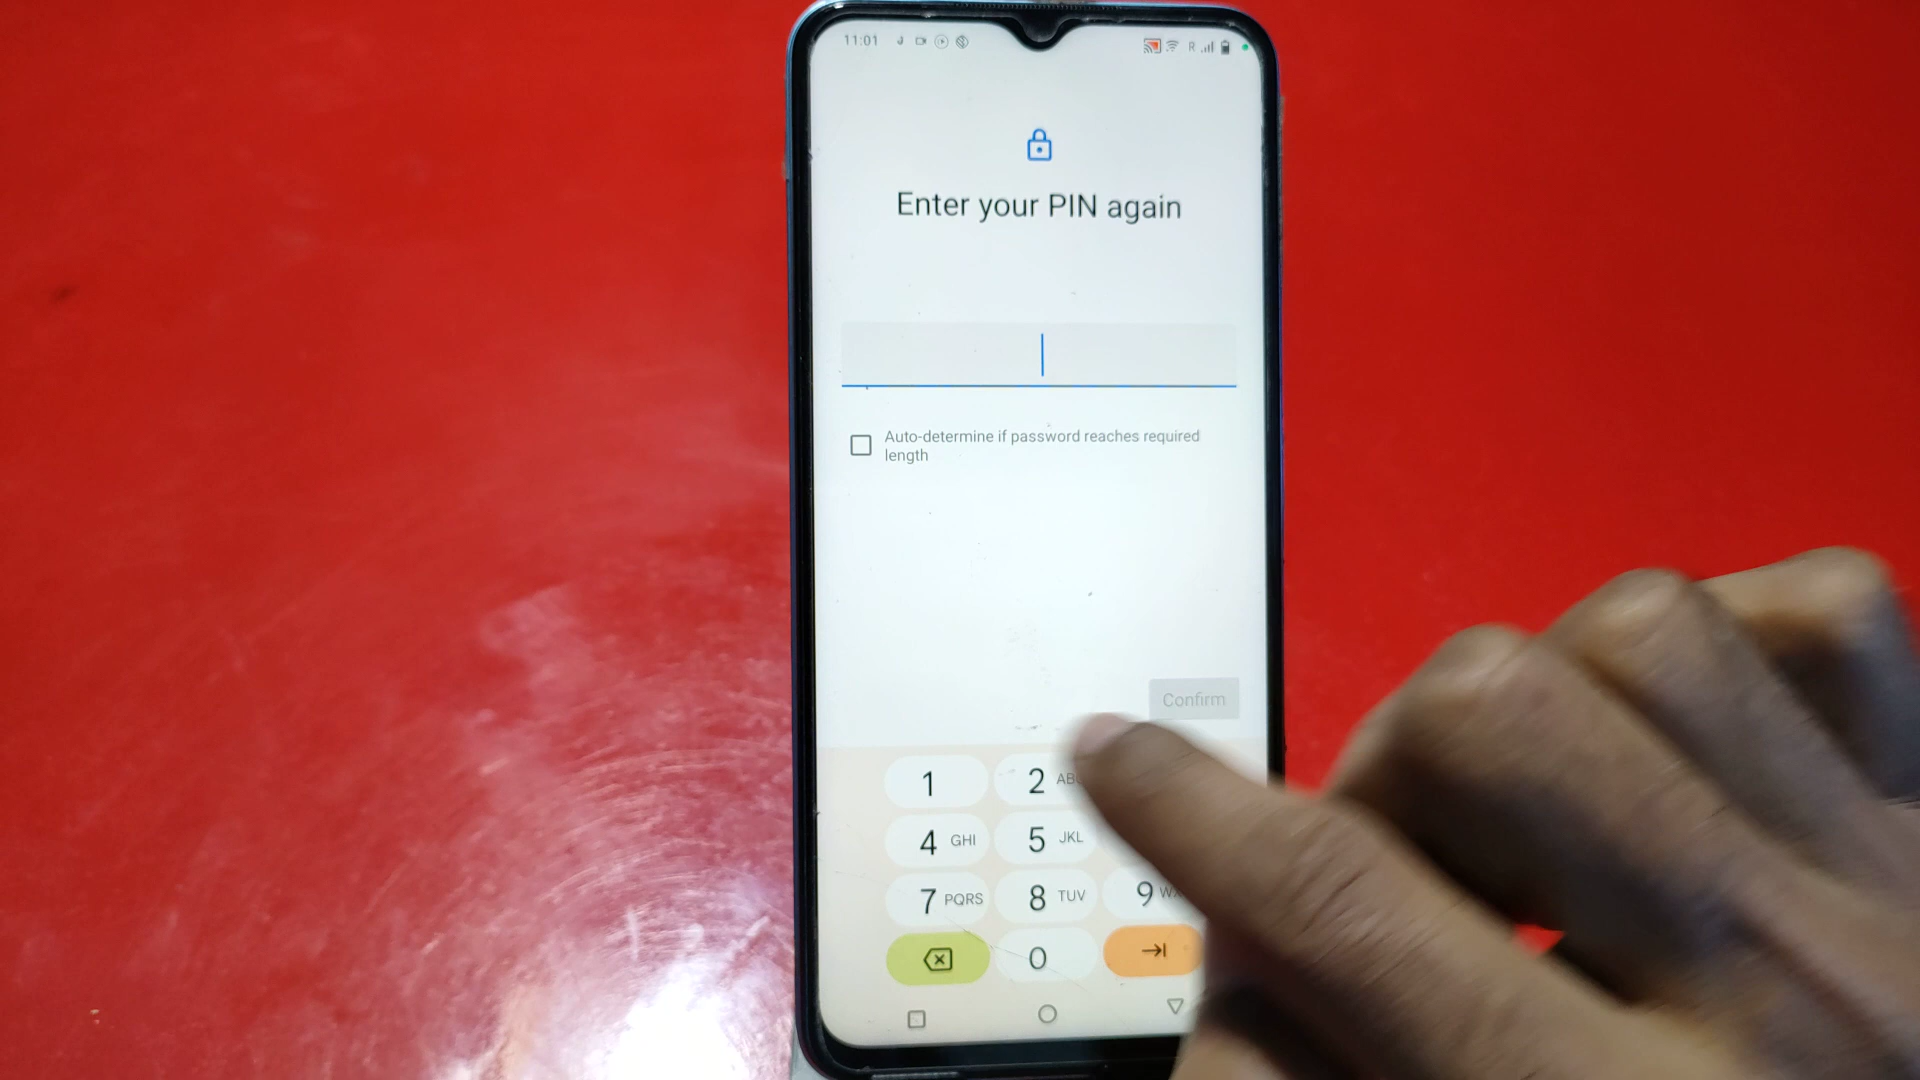 11:01
R
Enter your PIN again
Auto-determine if password reaches required
length
Confirm
1
2
4 GHI
5 JKL
7 PQRS
8 TUV
9
0